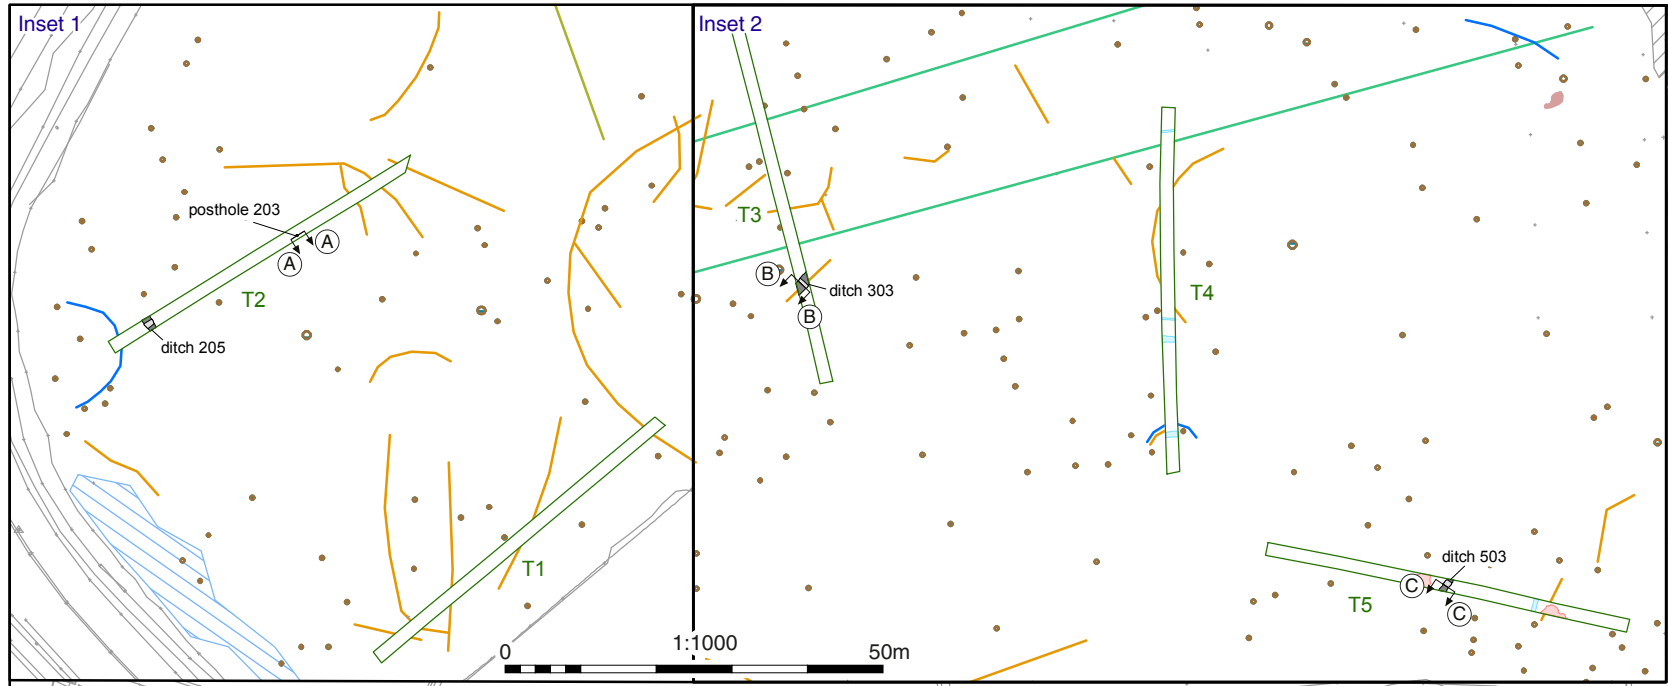 Inset 1
posthole 203
A
A
T2
ditch 205
T1
Inset 2
T3
B
ditch 303
B
T4
ditch 503
C
C
T5
0
1:1000
50m